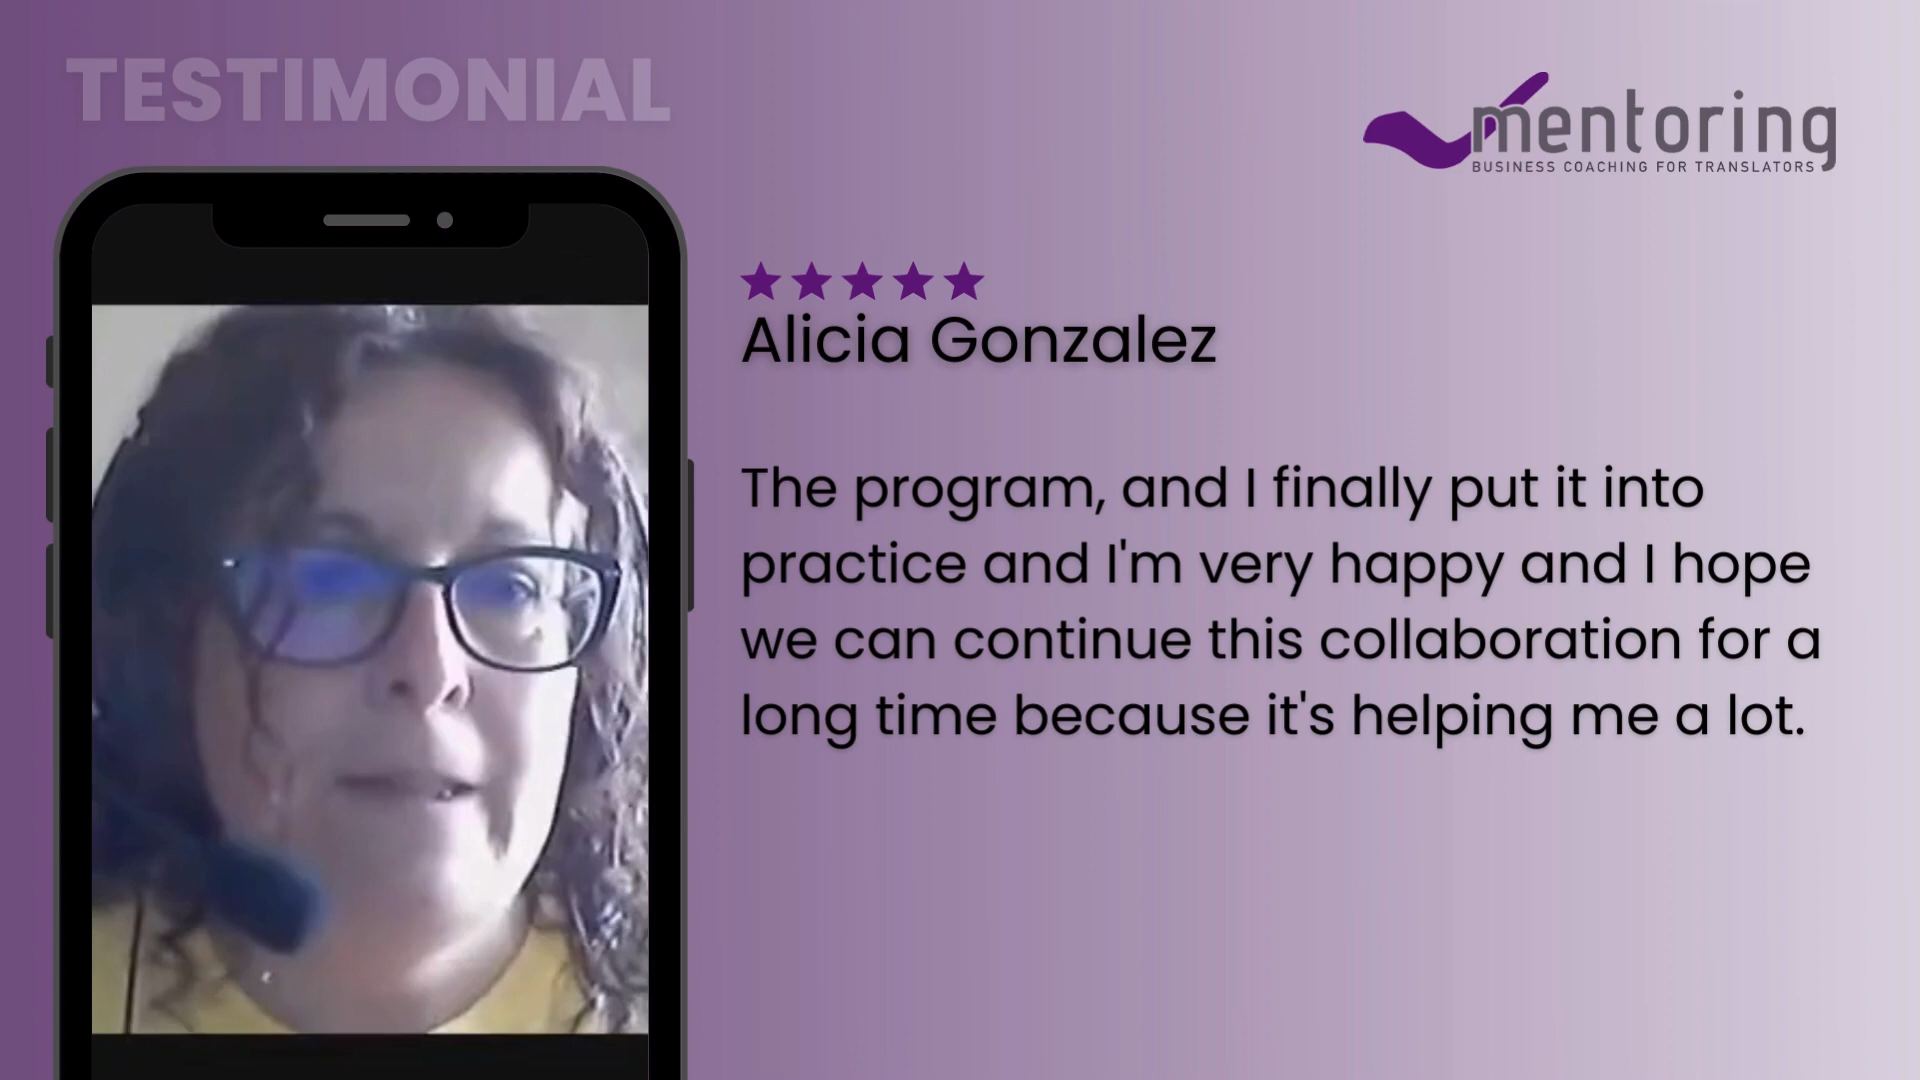 TESTIMONIAL
mentoring
BUSINESS COACHING FOR TRANSLATORS
Alicia Gonzalez
The program, and I finally put it into
practice and I'm very happy and I hope
we can continue this collaboration for a
long time because it's helping me a lot.